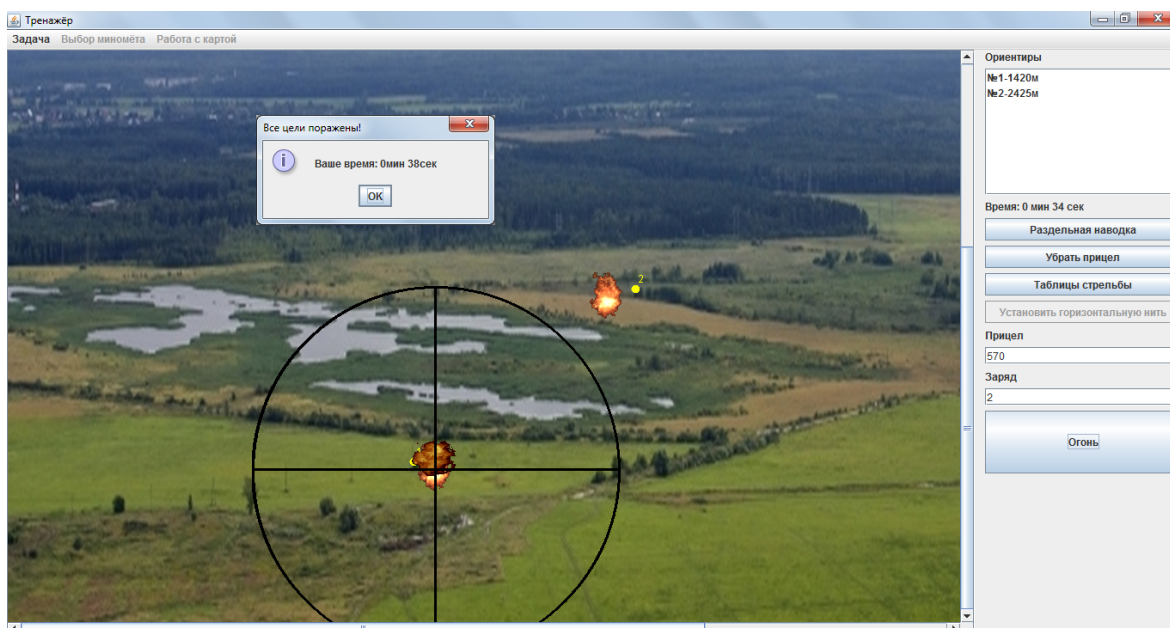 Тренажёр
Задача Выбор миномёта Работа с картой
Ориентиры
№1-1420м
№2-2425м
Все цели поражены!
Ваше время: 0мин 38сек
OK
Время: 0 мин 34 сек
Раздельная наводка
Убрать прицел
2
Таблицы стрельбы
Установить горизонтальную нить
Прицел
570
Заряд
2
Огонь